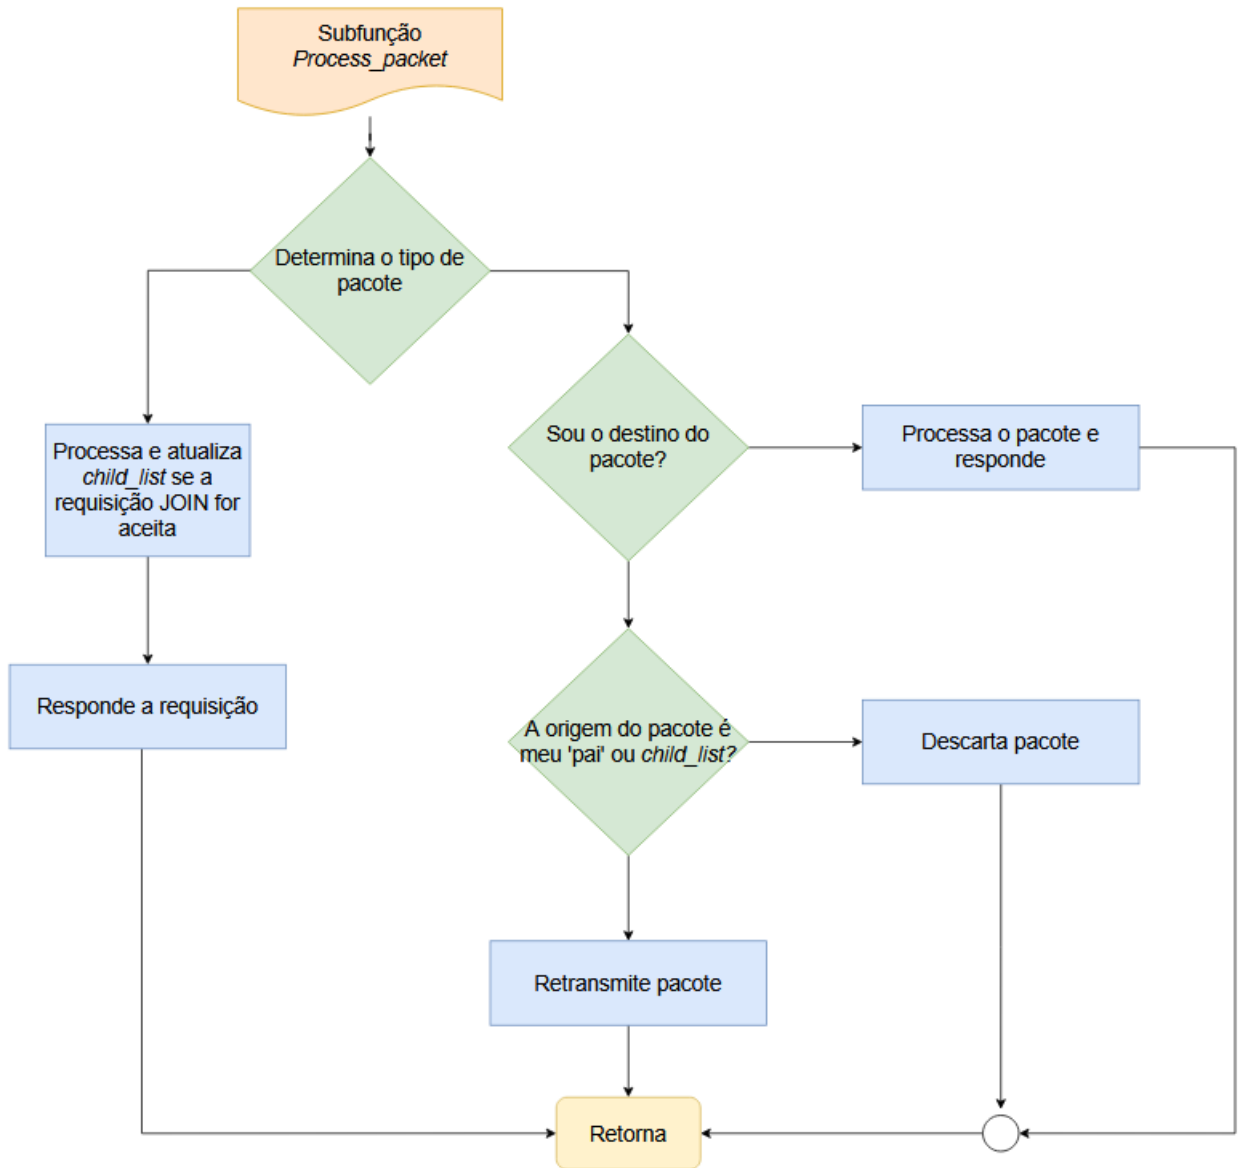 Subfunção
Process_packet
Determina o tipo de
pacote
Sou o destino do
pacote?
Processa o pacote e
responde
Processa e atualiza
child_list se a
requisição JOIN for
aceita
Responde a requisição
A origem do pacote é
meu 'pai' ou child_list?
Descarta pacote
Retransmite pacote
Retorna